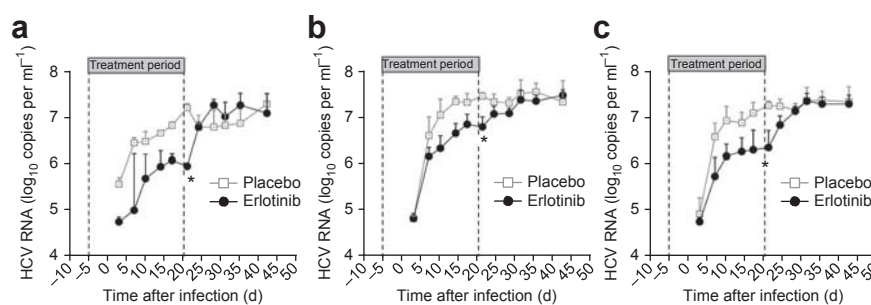 a
Treatment period
HCV RNA (log10 copies per ml−1)
8
7
6
5
4
Placebo
Erlotinib
*
−10 −5 0 5 10 15 20 25 30 35 40 45 50
Time after infection (d)
b
Treatment period
HCV RNA (log10 copies per ml−1)
8
7
6
5
4
Placebo
Erlotinib
*
−10 −5 0 5 10 15 20 25 30 35 40 45 50
Time after infection (d)
c
Treatment period
HCV RNA (log10 copies per ml−1)
8
7
6
5
4
Placebo
Erlotinib
*
−10 −5 0 5 10 15 20 25 30 35 40 45 50
Time after infection (d)